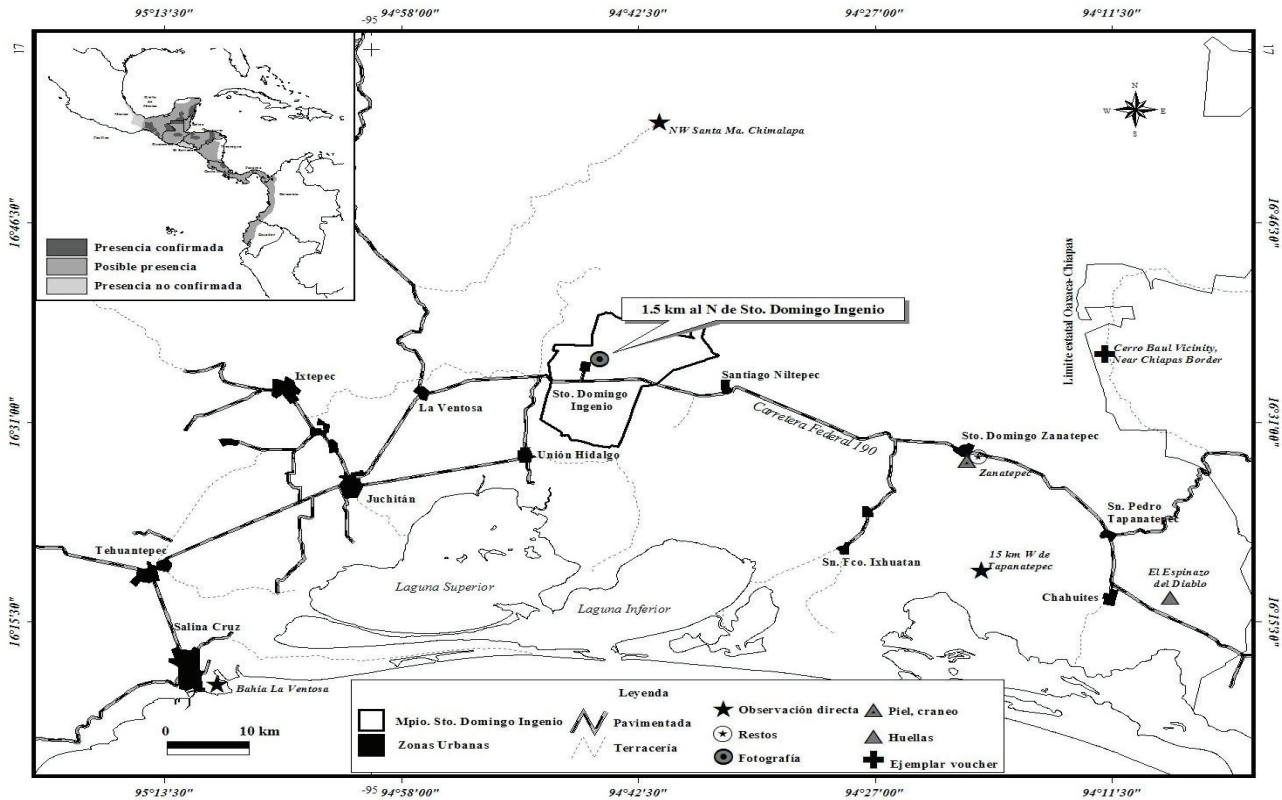 95°13'30"
-95
94°58'00"
94°42'30"
94°27'00"
94°11'30"
17
17
16°46'30"
16°46'30"
16°31'00"
16°31'00"
16°15'30"
16°15'30"
Presencia confirmada
Posible presencia
Presencia no confirmada
N
W
E
S
NW Santa Ma. Chimalapa
1.5 km al N de Sto. Domingo Ingenio
Limite estatal Oaxaca-Chiapas
Cerro Baul Vicinity,
Near Chiapas Border
Ixtepec
La Ventosa
Sto. Domingo
Ingenio
Santiago Niltepec
Carretera Federal 190
Sto. Domingo Zanatepec
Zanatepec
Unión Hidalgo
Juchitán
Sn. Pedro
Tapanatepec
Tehuantepec
Sn. Fco. Ixhuatan
15 km W de
Tapanatepec
El Espinazo
del Diablo
Chahuites
Laguna Superior
Laguna Inferior
Salina Cruz
Bahía La Ventosa
0
10 km
Leyenda
Mpio. Sto. Domingo Ingenio
Zonas Urbanas
Pavimentada
Terracería
Observación directa
Restos
Fotografía
Piel, craneo
Huellas
Ejemplar voucher
95°13'30"
-95
94°58'00"
94°42'30"
94°27'00"
94°11'30"